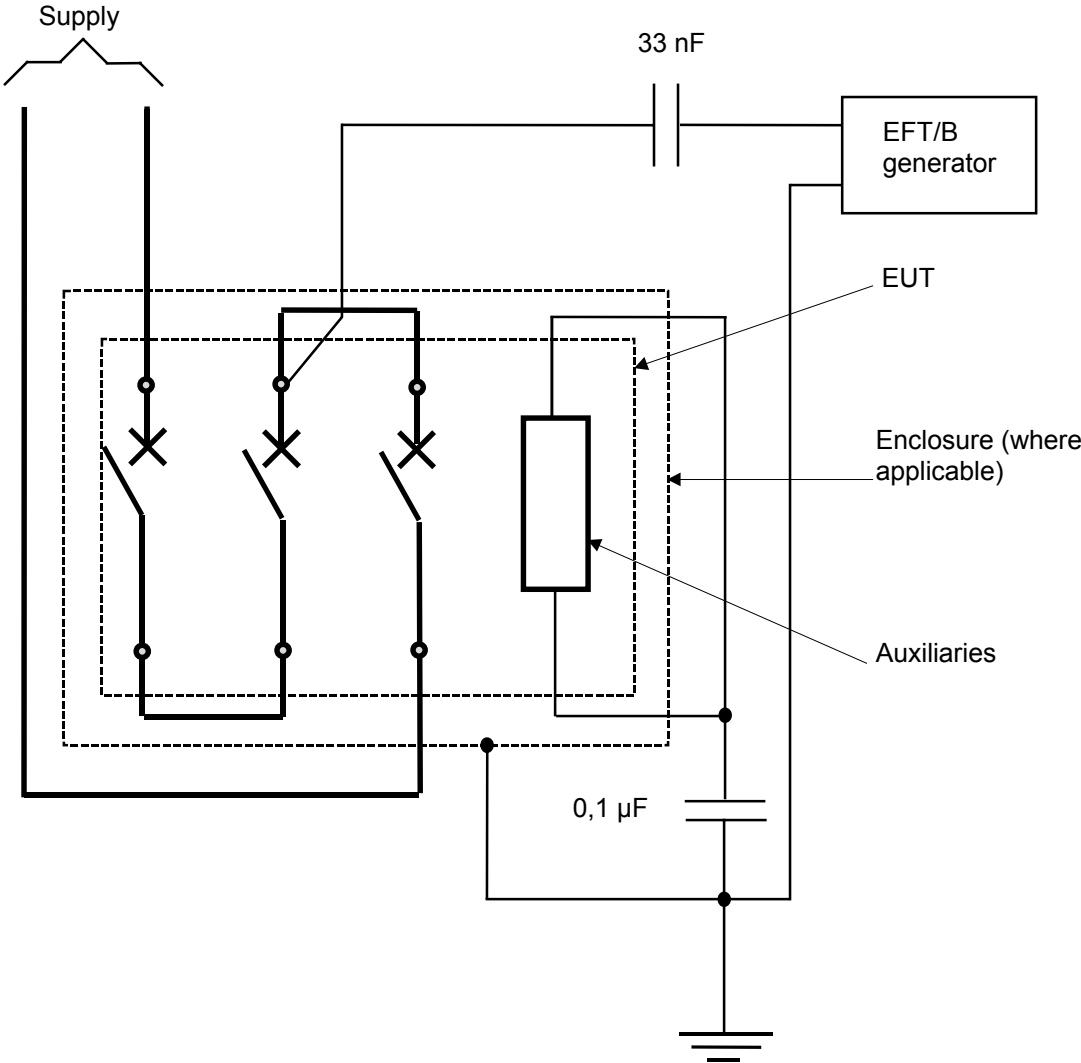 Supply
33 nF
EFT/B
generator
EUT
Enclosure (where
applicable)
Auxiliaries
0,1 µF